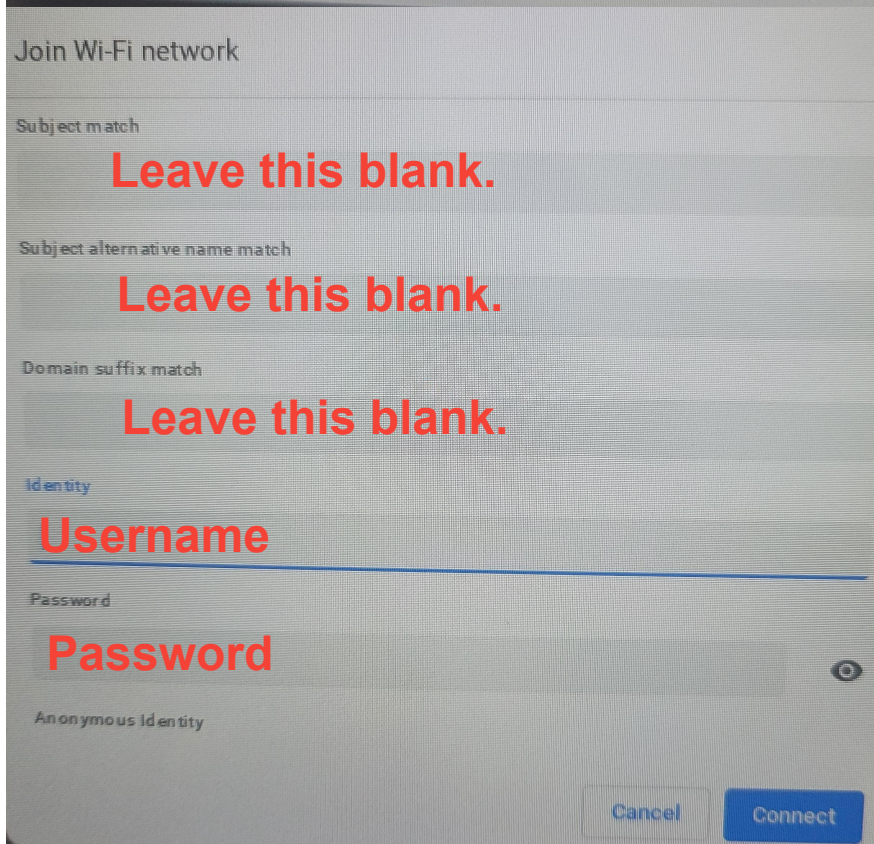 Join Wi-Fi network
Subject match
Leave this blank.
Subject alternative name match
Leave this blank.
Domain suffix match
Leave this blank.
Identity
Username
Password
Password
Anonymous Identity
Cancel
Connect